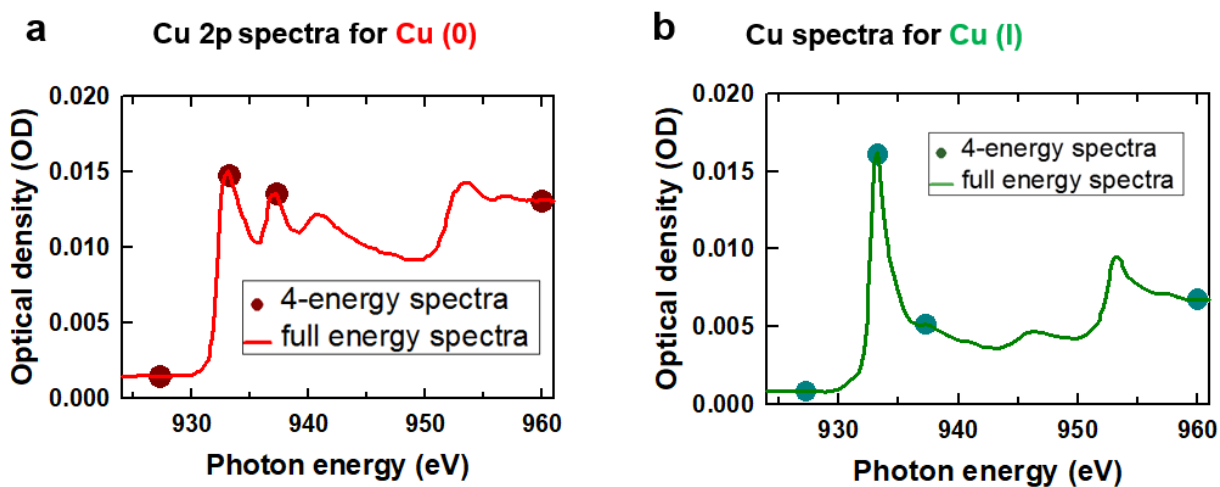 a
Cu 2p spectra for Cu (0)
Optical density (OD)
0.020
0.015
0.010
0.005
0.000
4-energy spectra
full energy spectra
930
940
950
960
Photon energy (eV)
b
Cu spectra for Cu (I)
Optical density (OD)
0.020
0.015
0.010
0.005
0.000
4-energy spectra
full energy spectra
930
940
950
960
Photon energy (eV)